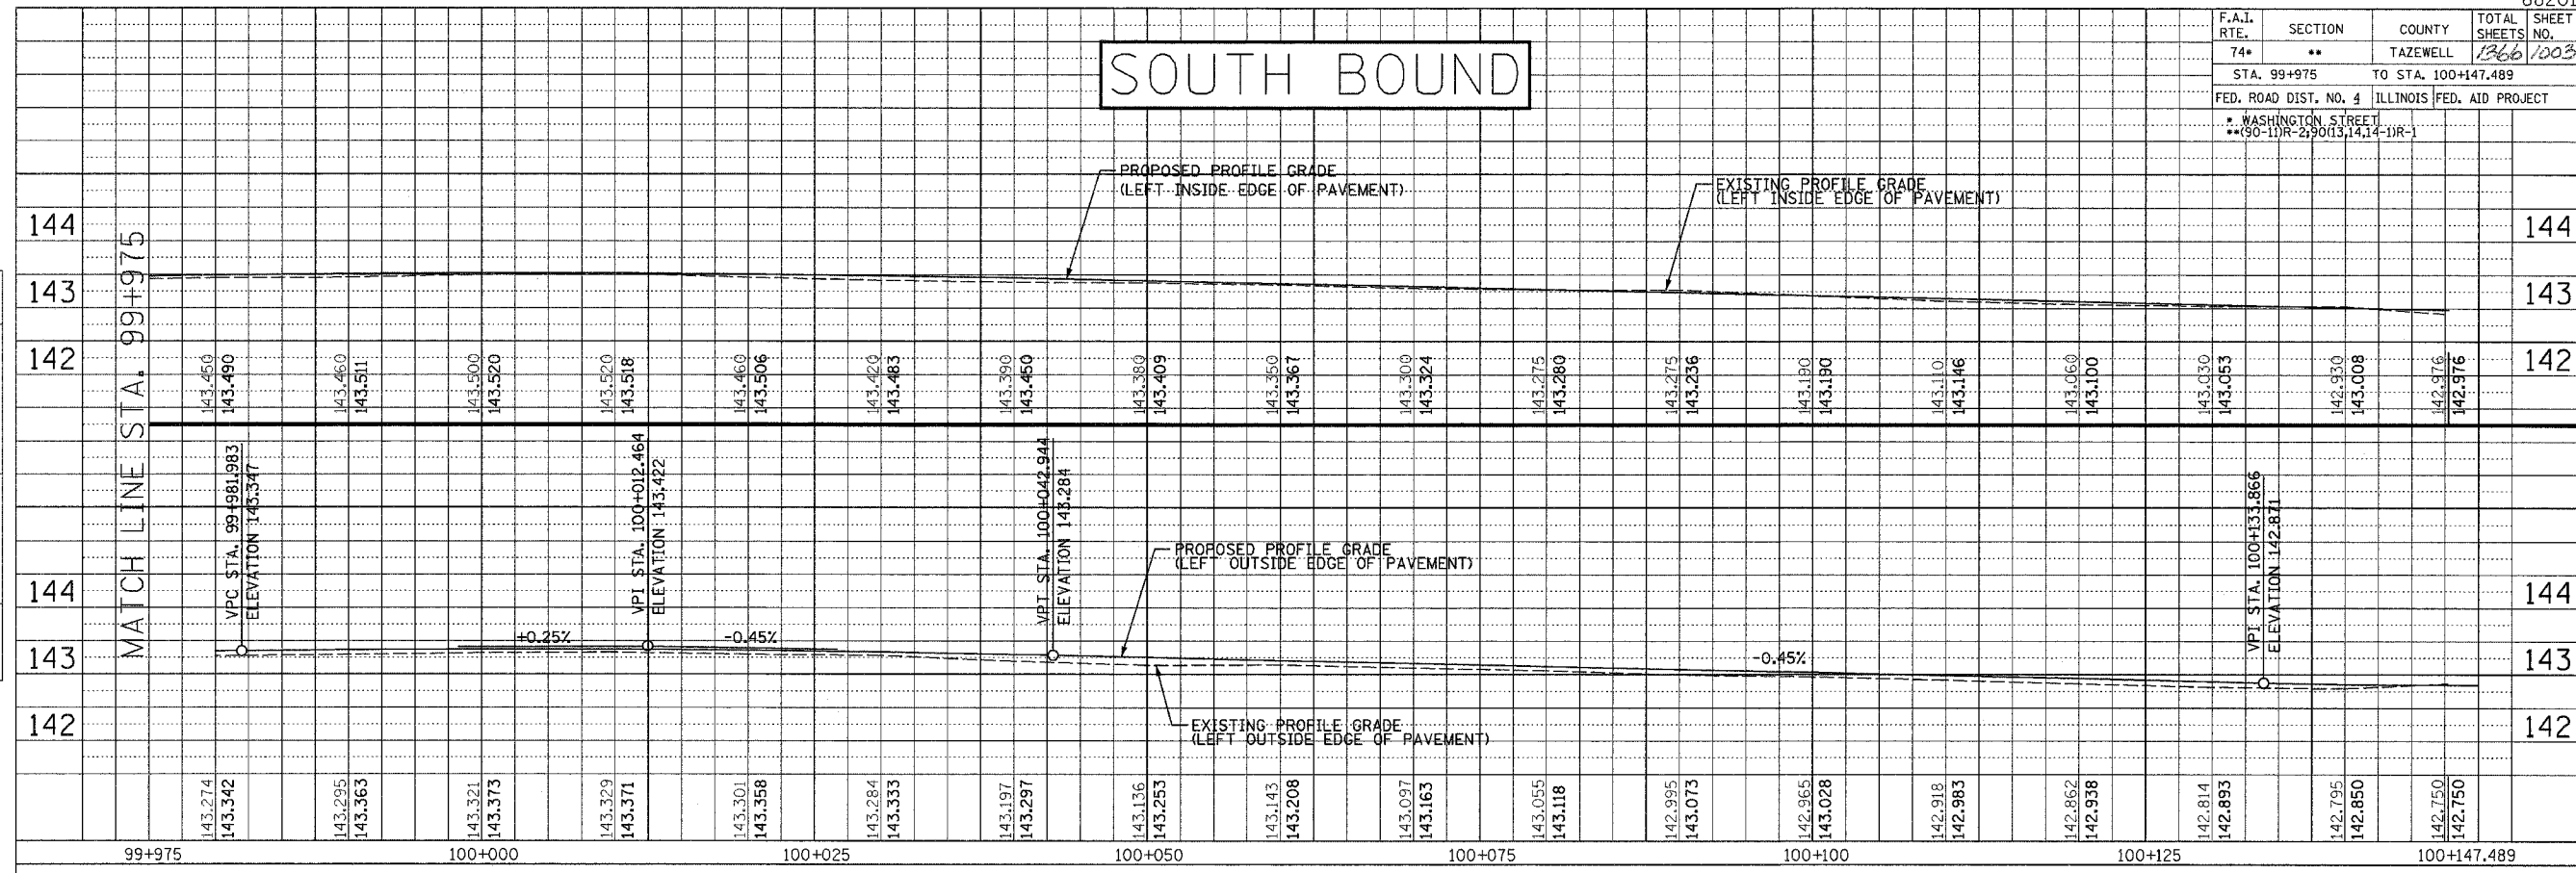 F.A.I. RTE. SECTION COUNTY TOTAL SHEETS SHEET NO.
74* ** TAZEWELL 1366 1003
STA. 99+975 TO STA. 100+147.489
FED. ROAD DIST. NO. 4 ILLINOIS FED. AID PROJECT
* WASHINGTON STREET
**(90-11)R-2;90(13,14,14-1)R-1
SOUTH BOUND
PROPOSED PROFILE GRADE
(LEFT INSIDE EDGE OF PAVEMENT)
EXISTING PROFILE GRADE
(LEFT INSIDE EDGE OF PAVEMENT)
144 144
143 143
142 142
MATCH LINE STA. 99+975
143.450 143.460 143.500 143.520 143.460 143.420 143.390 143.380 143.350 143.300 143.275 143.275 143.190 143.110 143.060 143.030 142.930 142.976
143.490 143.511 143.520 143.518 143.506 143.483 143.450 143.409 143.367 143.324 143.280 143.236 143.190 143.146 143.100 143.053 143.008 142.976
VPC STA. 99+981.983
ELEVATION 143.347
VPI STA. 100+012.464
ELEVATION 143.422
VPT STA. 100+042.944
ELEVATION 143.284
VPI STA. 100+133.866
ELEVATION 142.871
PROPOSED PROFILE GRADE
(LEFT OUTSIDE EDGE OF PAVEMENT)
144 144
+0.25% -0.45%
143 -0.45% 143
EXISTING PROFILE GRADE
(LEFT OUTSIDE EDGE OF PAVEMENT)
142 142
143.274 143.295 143.321 143.329 143.301 143.284 143.197 143.136 143.143 143.097 143.055 142.995 142.965 142.918 142.862 142.814 142.795 142.750
143.342 143.363 143.373 143.371 143.358 143.333 143.297 143.253 143.208 143.163 143.118 143.073 143.028 142.983 142.938 142.893 142.850 142.750
99+975 100+000 100+025 100+050 100+075 100+100 100+125 100+147.489